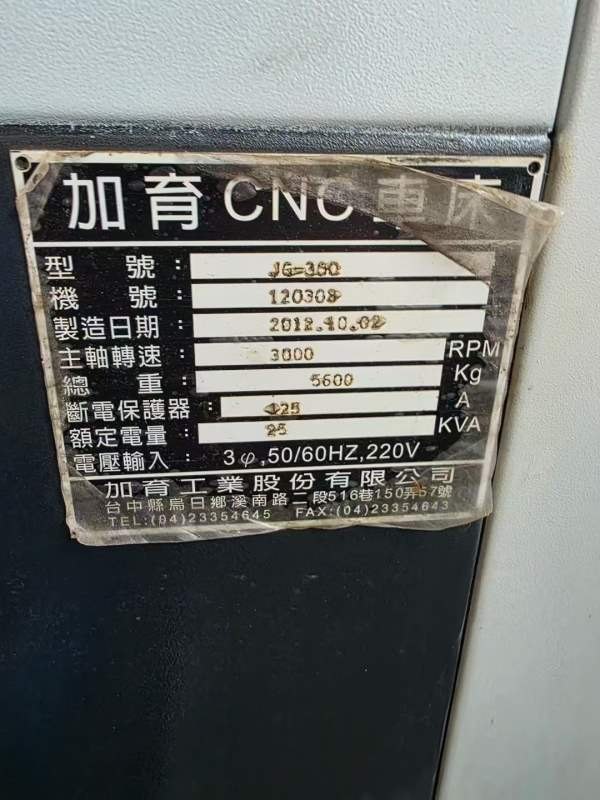 加育CNC車床
型號： JG-360
機號： 120308
製造日期： 2012.10.02
主軸轉速： 3000 RPM
總重： 5600 Kg
斷電保護器： 125 A
額定電量： 25 KVA
電壓輸入： 3φ,50/60HZ,220V
加育工業股份有限公司
台中縣烏日鄉溪南路二段516巷150弄57號
TEL:(04)23354645 FAX:(04)23354643